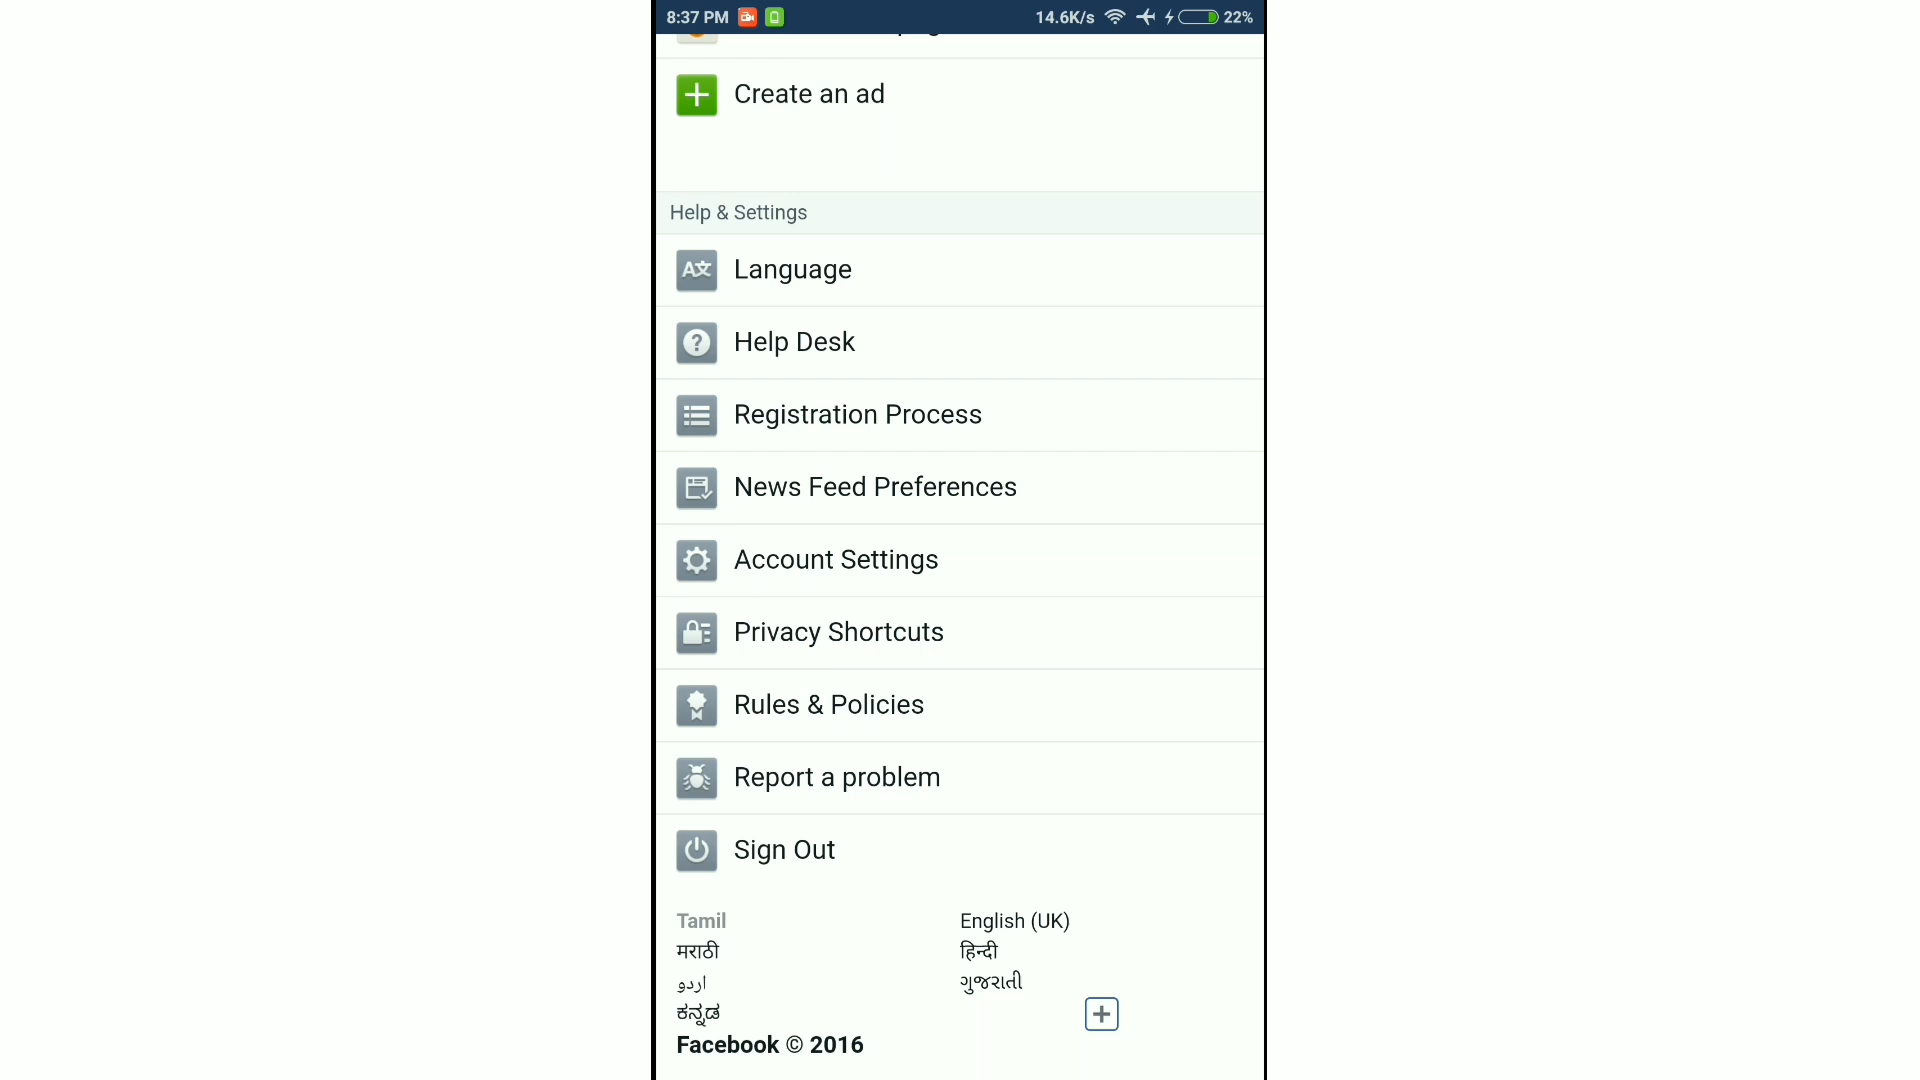 8:37 PM 14.6K/s 22%
Create an ad
Help & Settings
Language
Help Desk
Registration Process
News Feed Preferences
Account Settings
Privacy Shortcuts
Rules & Policies
Report a problem
Sign Out
Tamil English (UK)
मराठी हिन्दी
اردو ગુજરાતી
ಕನ್ನಡ
Facebook © 2016